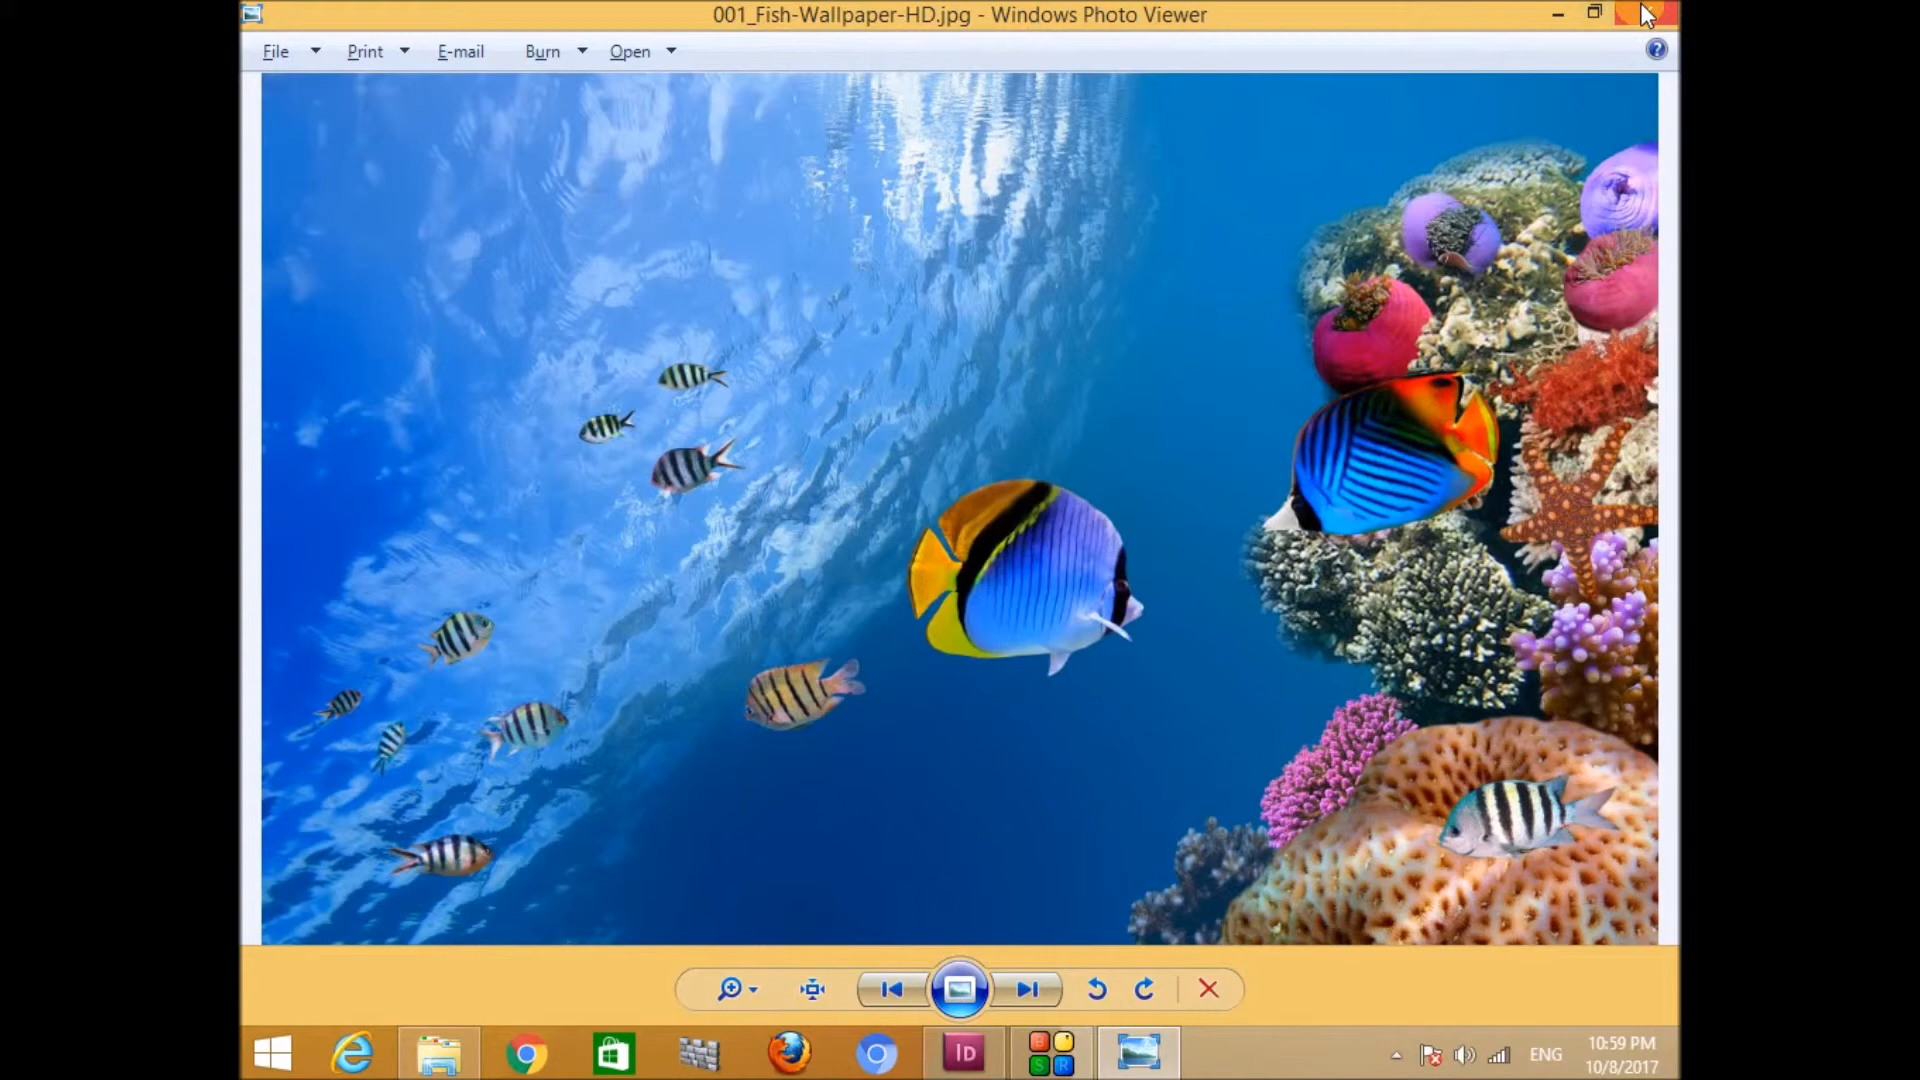 001_Fish-Wallpaper-HD.jpg - Windows Photo Viewer
File Print E-mail Burn Open
?
ID
B
S R
ENG
10:59 PM
10/8/2017